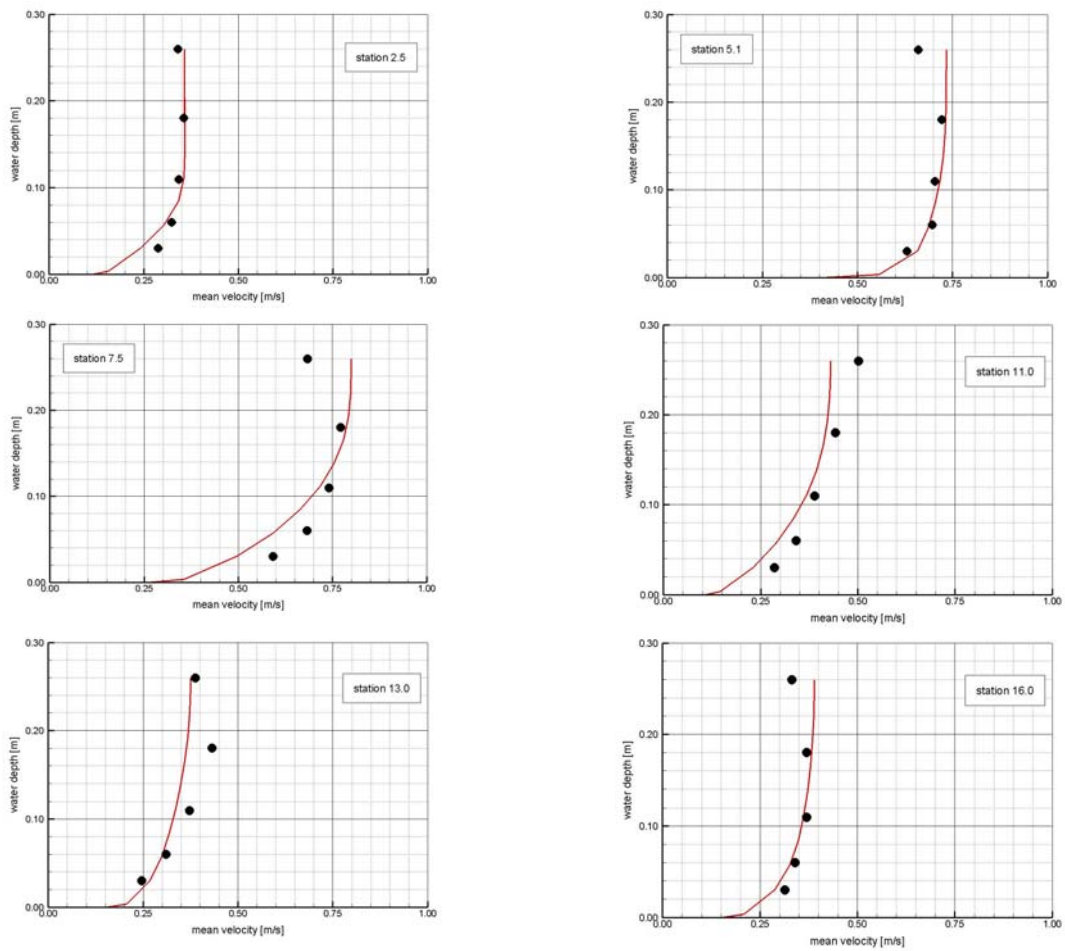 0.30
0.20
0.10
0.00
water depth [m]
station 2.5
0.00 0.25 0.50 0.75 1.00
mean velocity [m/s]
0.30
0.20
0.10
0.00
water depth [m]
station 5.1
0.00 0.25 0.50 0.75 1.00
mean velocity [m/s]
0.30
0.20
0.10
0.00
water depth [m]
station 7.5
0.00 0.25 0.50 0.75 1.00
mean velocity [m/s]
0.30
0.20
0.10
0.00
water depth [m]
station 11.0
0.00 0.25 0.50 0.75 1.00
mean velocity [m/s]
0.30
0.20
0.10
0.00
water depth [m]
station 13.0
0.00 0.25 0.50 0.75 1.00
mean velocity [m/s]
0.30
0.20
0.10
0.00
water depth [m]
station 16.0
0.00 0.25 0.50 0.75 1.00
mean velocity [m/s]